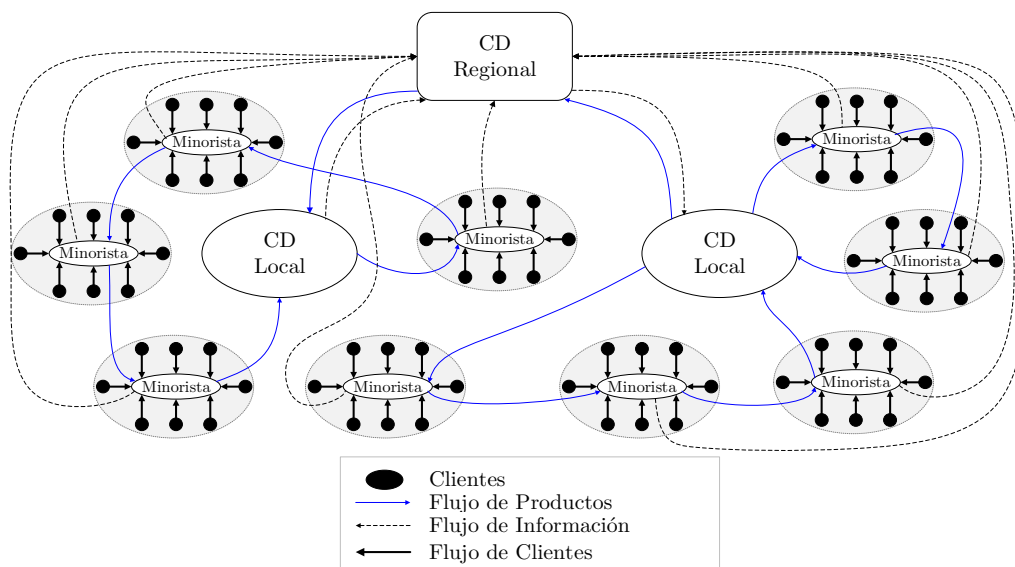 CD
Regional
Minorista
Minorista
Minorista
CD
Local
Minorista
CD
Local
Minorista
Minorista
Minorista
Minorista
Minorista
Minorista
Clientes
Flujo de Productos
Flujo de Información
Flujo de Clientes